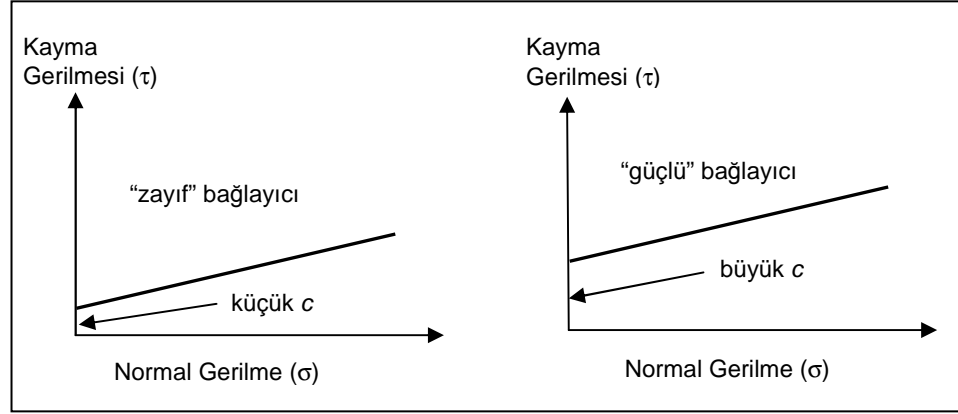 Kayma
Gerilmesi (τ)
“zayıf” bağlayıcı
küçük c
Normal Gerilme (σ)
Kayma
Gerilmesi (τ)
“güçlü” bağlayıcı
büyük c
Normal Gerilme (σ)